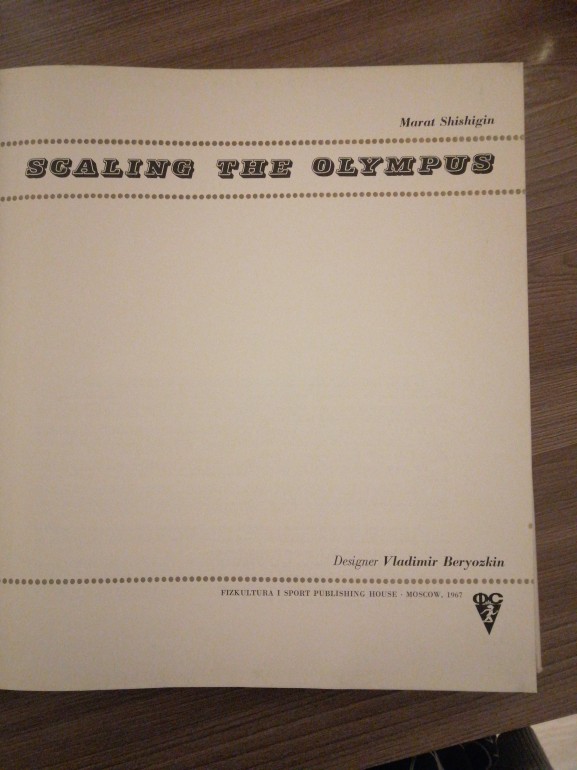 Marat Shishigin
SCALING THE OLYMPUS
Designer Vladimir Beryozkin
FIZKULTURA I SPORT PUBLISHING HOUSE · MOSCOW, 1967
ФС